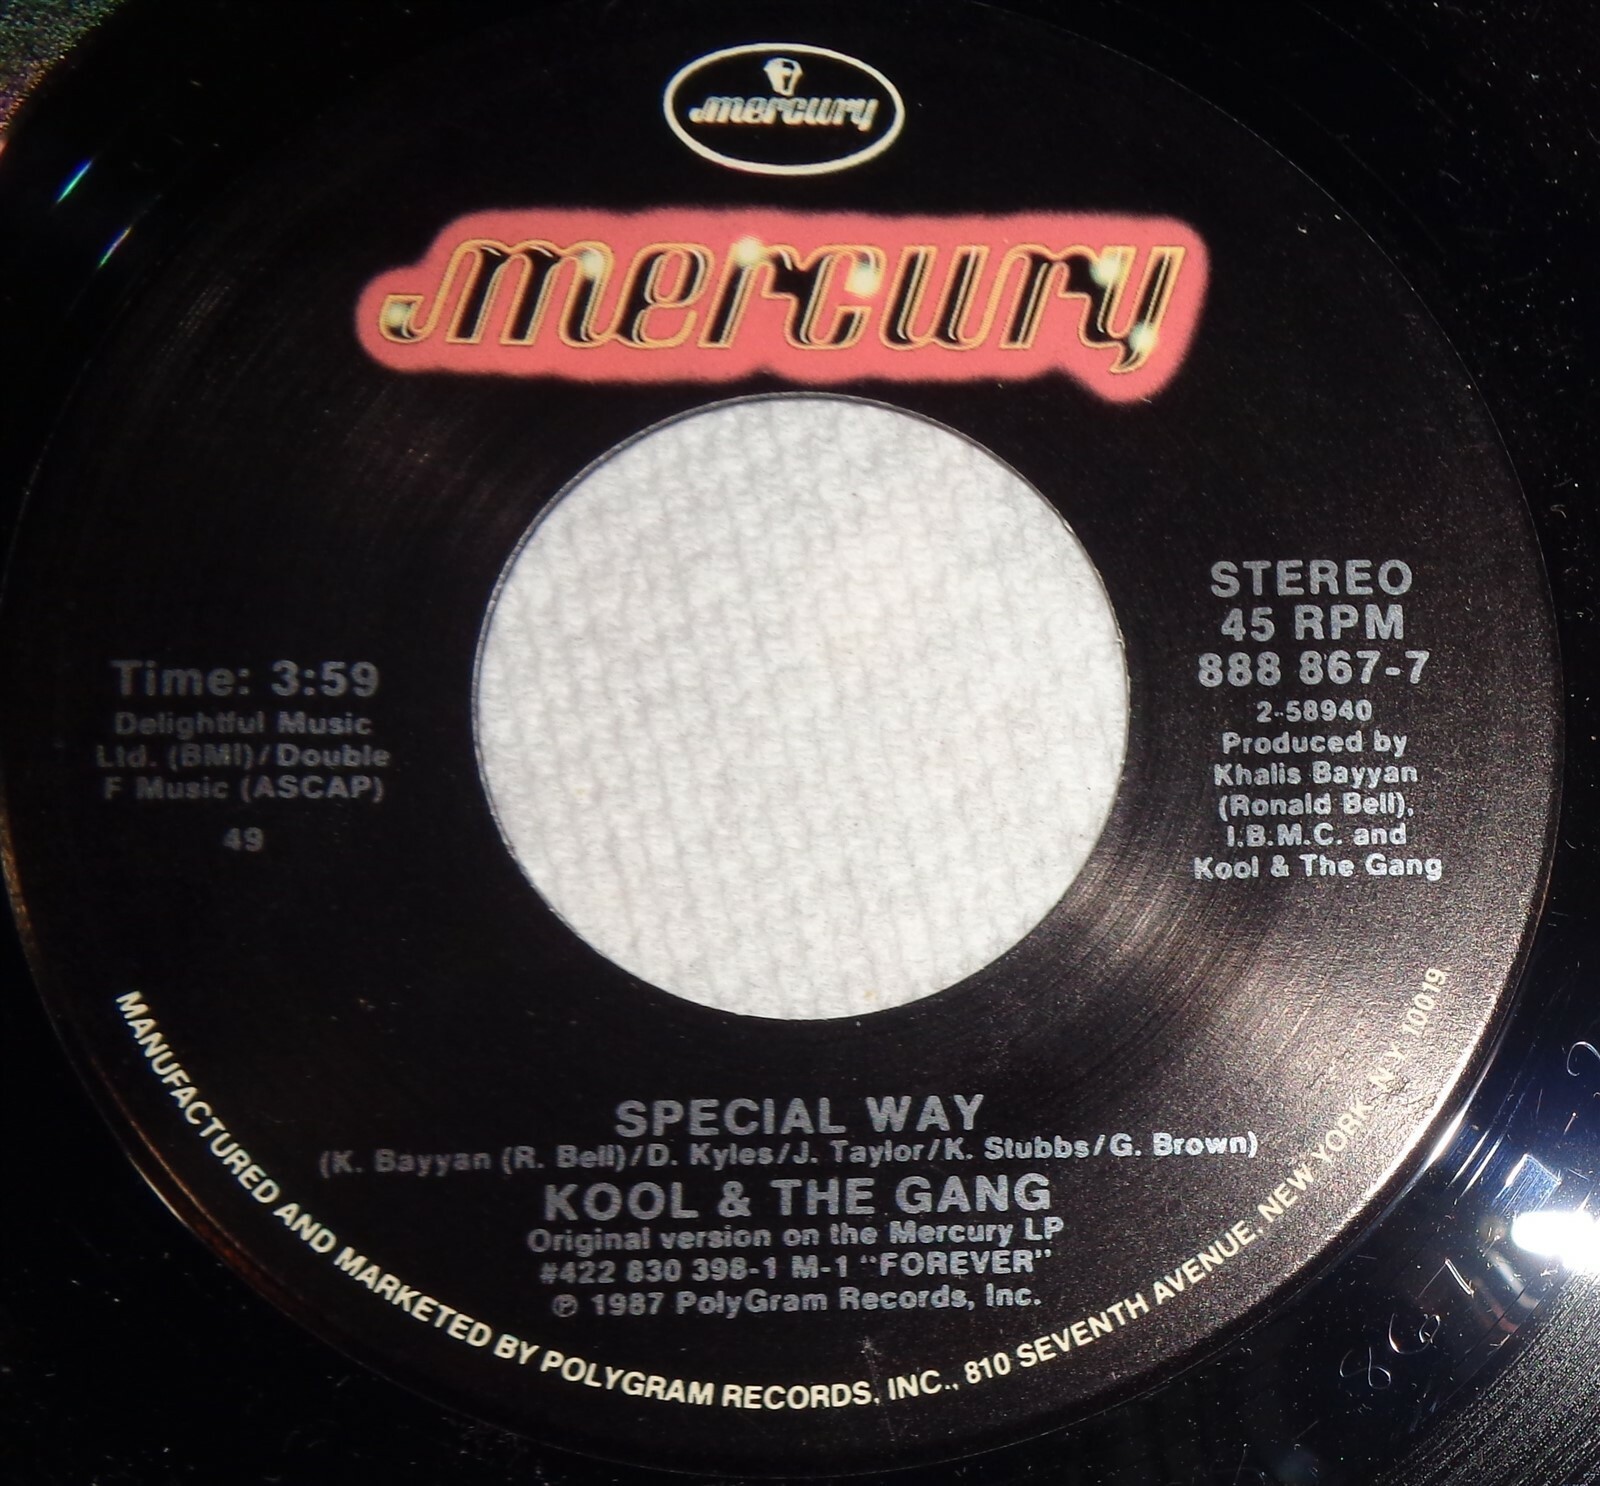 mercury
mercury
STEREO
45 RPM
888 867-7
2-58940
Produced by
Khalis Bayyan
(Ronald Bell),
I.B.M.C. and
Kool & The Gang
Time: 3:59
Delightful Music
Ltd. (BMI)/Double
F Music (ASCAP)
49
SPECIAL WAY
(K. Bayyan (R. Bell)/D. Kyles/J. Taylor/K. Stubbs/G. Brown)
KOOL & THE GANG
Original version on the Mercury LP
#422 830 398-1 M-1 "FOREVER"
℗ 1987 PolyGram Records, Inc.
MANUFACTURED AND MARKETED BY POLYGRAM RECORDS, INC., 810 SEVENTH AVENUE, NEW YORK, N.Y. 10019